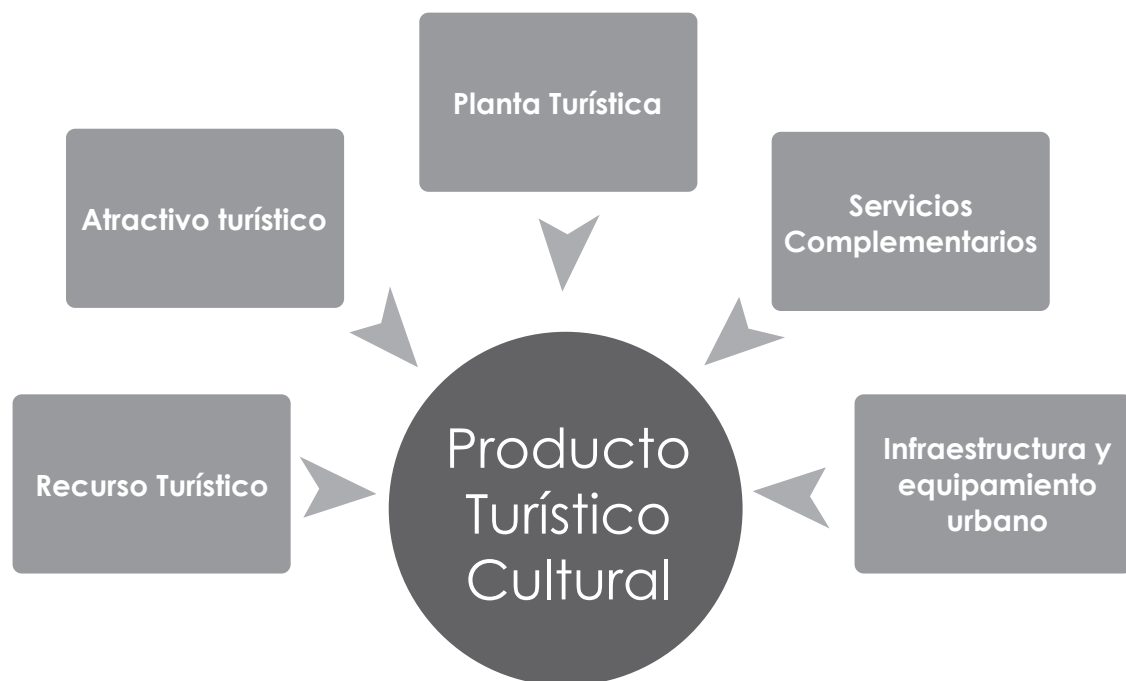 Planta Turística
Atractivo turístico
Servicios
Complementarios
Recurso Turístico
Producto
Turístico
Cultural
Infraestructura y
equipamiento
urbano